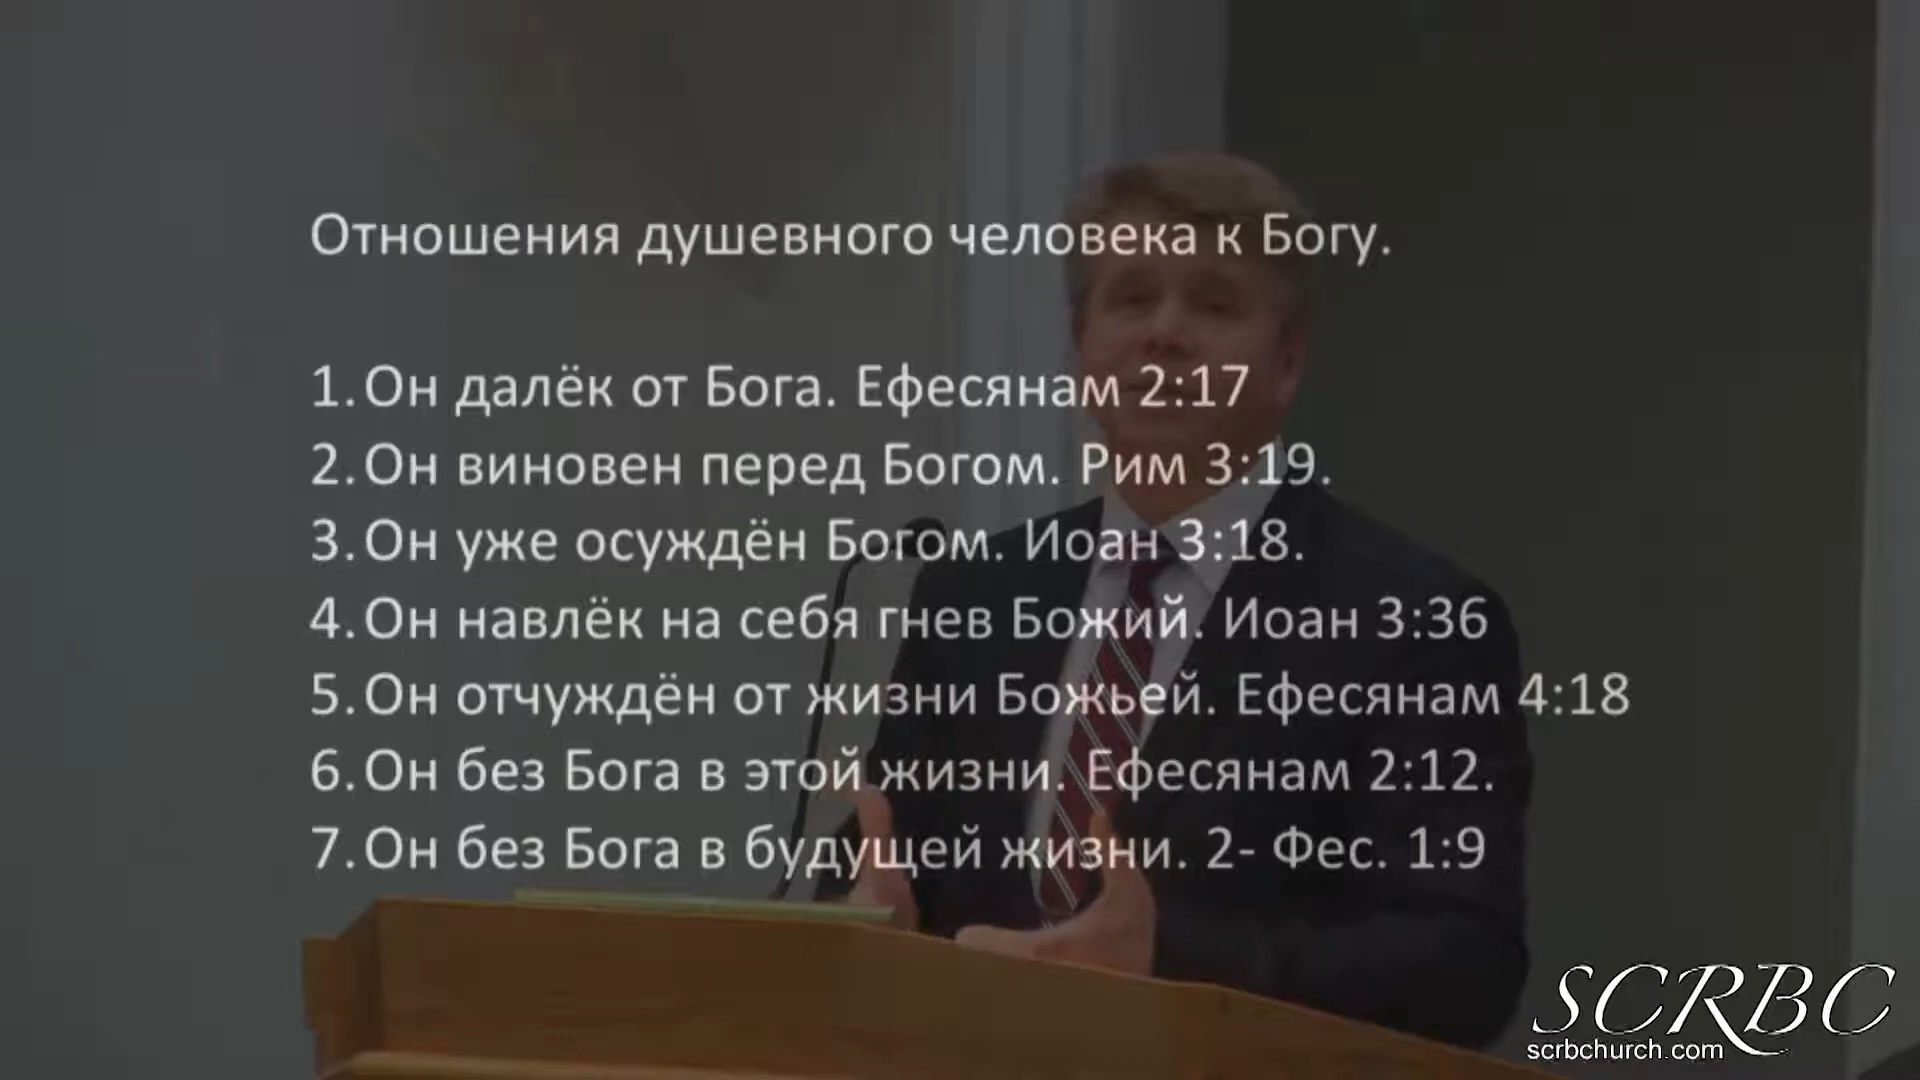 Отношения душевного человека к Богу.
1. Он далёк от Бога. Ефесянам 2:17
2. Он виновен перед Богом. Рим 3:19.
3. Он уже осуждён Богом. Иоан 3:18.
4. Он навлёк на себя гнев Божий. Иоан 3:36
5. Он отчуждён от жизни Божьей. Ефесянам 4:18
6. Он без Бога в этой жизни. Ефесянам 2:12.
7. Он без Бога в будущей жизни. 2- Фес. 1:9
SCRBC
scrbchurch.com